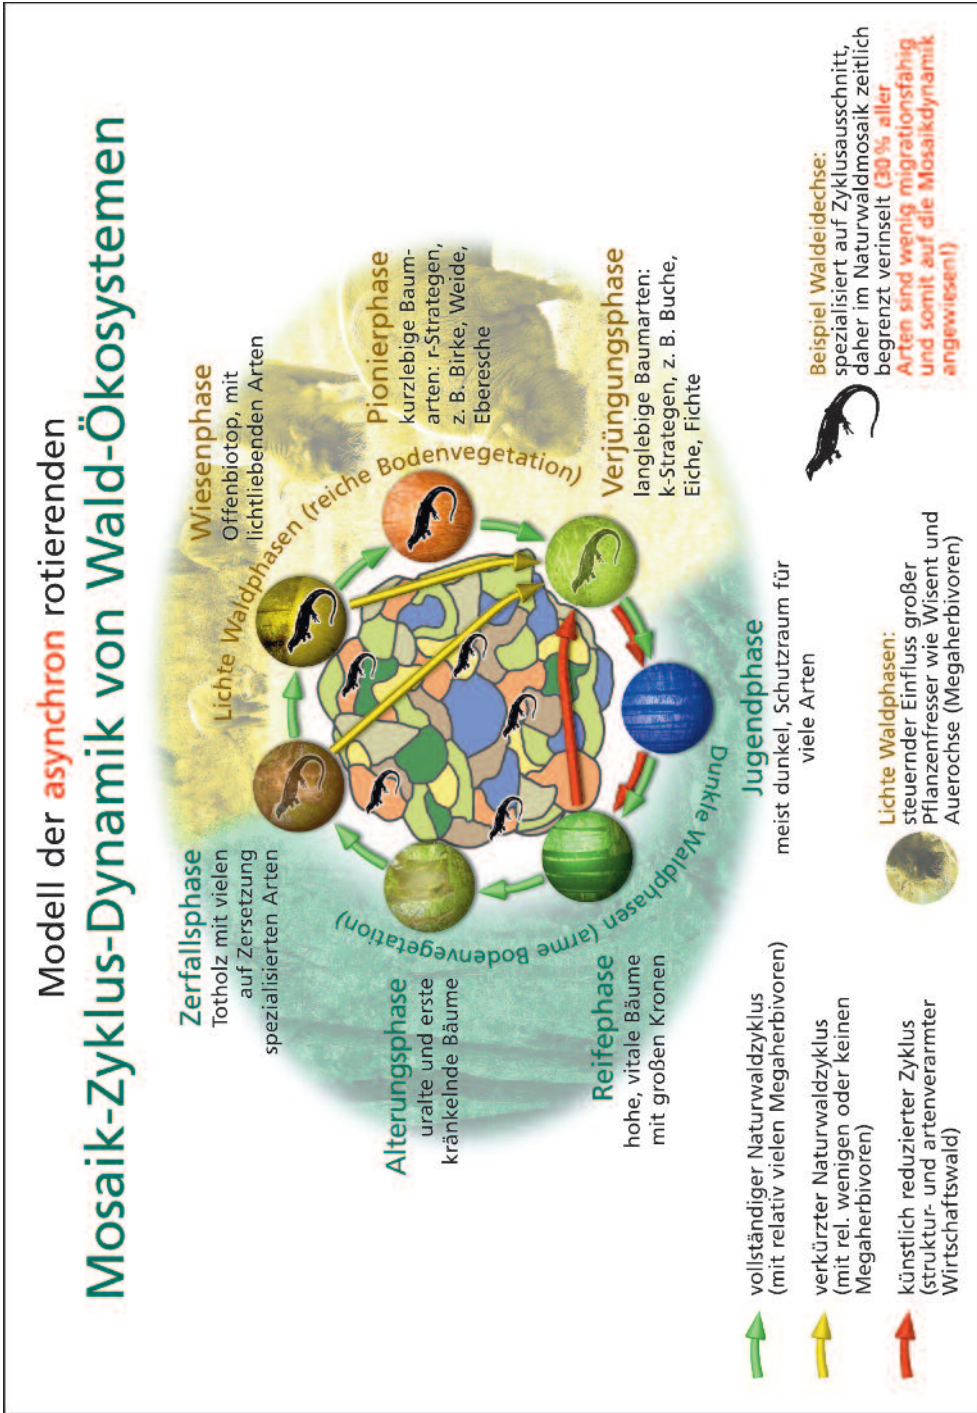 Modell der asynchron rotierenden
Mosaik-Zyklus-Dynamik von Wald-Ökosystemen
Zerfallsphase
Totholz mit vielen
auf Zersetzung
spezialisierten Arten
Wiesenphase
Offenbiotop, mit
lichtliebenden Arten
Alterungsphase
uralte und erste
kränkelnde Bäume
Pionierphase
kurzlebige Baum-
arten: r-Strategen,
z. B. Birke, Weide,
Eberesche
Lichte Waldphasen (reiche Bodenvegetation)
Dunkle Waldphasen (arme Bodenvegetation)
Reifephase
hohe, vitale Bäume
mit großen Kronen
Verjüngungsphase
langlebige Baumarten:
k-Strategen, z. B. Buche,
Eiche, Fichte
Jugendphase
meist dunkel, Schutzraum für
viele Arten
vollständiger Naturwaldzyklus
(mit relativ vielen Megaherbivoren)
verkürzter Naturwaldzyklus
(mit rel. wenigen oder keinen
Megaherbivoren)
künstlich reduzierter Zyklus
(struktur- und artenverarmter
Wirtschaftswald)
Lichte Waldphasen:
steuernder Einfluss großer
Pflanzenfresser wie Wisent und
Auerochse (Megaherbivoren)
Beispiel Waldeidechse:
spezialisiert auf Zyklusausschnitt,
daher im Naturwaldmosaik zeitlich
begrenzt verinselt (30% aller
Arten sind wenig migrationsfähig
und somit auf die Mosaikdynamik
angewiesen!)